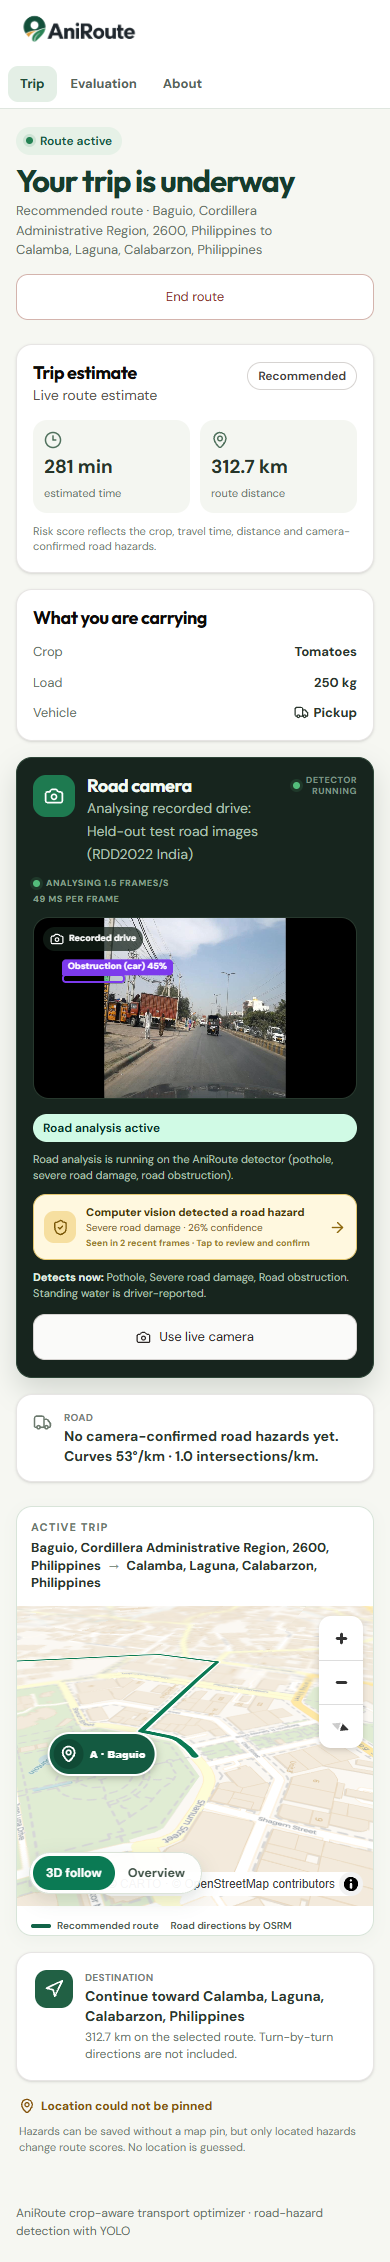 AniRoute
Trip
Evaluation
About
Route active
Your trip is underway
Recommended route · Baguio, Cordillera
Administrative Region, 2600, Philippines to
Calamba, Laguna, Calabarzon, Philippines
End route
Trip estimate
Recommended
Live route estimate
281 min
estimated time
312.7 km
route distance
Risk score reflects the crop, travel time, distance and camera-
confirmed road hazards.
What you are carrying
Crop
Tomatoes
Load
250 kg
Vehicle
Pickup
Road camera
DETECTOR
RUNNING
Analysing recorded drive:
Held-out test road images
(RDD2022 India)
ANALYSING 1.5 FRAMES/S
49 MS PER FRAME
Recorded drive
Obstruction (car) 45%
Road analysis active
Road analysis is running on the AniRoute detector (pothole,
severe road damage, road obstruction).
Computer vision detected a road hazard
Severe road damage · 26% confidence
Seen in 2 recent frames · Tap to review and confirm
Detects now: Pothole, Severe road damage, Road obstruction.
Standing water is driver-reported.
Use live camera
ROAD
No camera-confirmed road hazards yet.
Curves 53°/km · 1.0 intersections/km.
ACTIVE TRIP
Baguio, Cordillera Administrative Region, 2600,
Philippines → Calamba, Laguna, Calabarzon,
Philippines
A · Baguio
Shanum Street
Shagem Street
3D follow
Overview
OpenStreetMap contributors
Recommended route
Road directions by OSRM
DESTINATION
Continue toward Calamba, Laguna,
Calabarzon, Philippines
312.7 km on the selected route. Turn-by-turn
directions are not included.
Location could not be pinned
Hazards can be saved without a map pin, but only located hazards
change route scores. No location is guessed.
AniRoute crop-aware transport optimizer · road-hazard
detection with YOLO